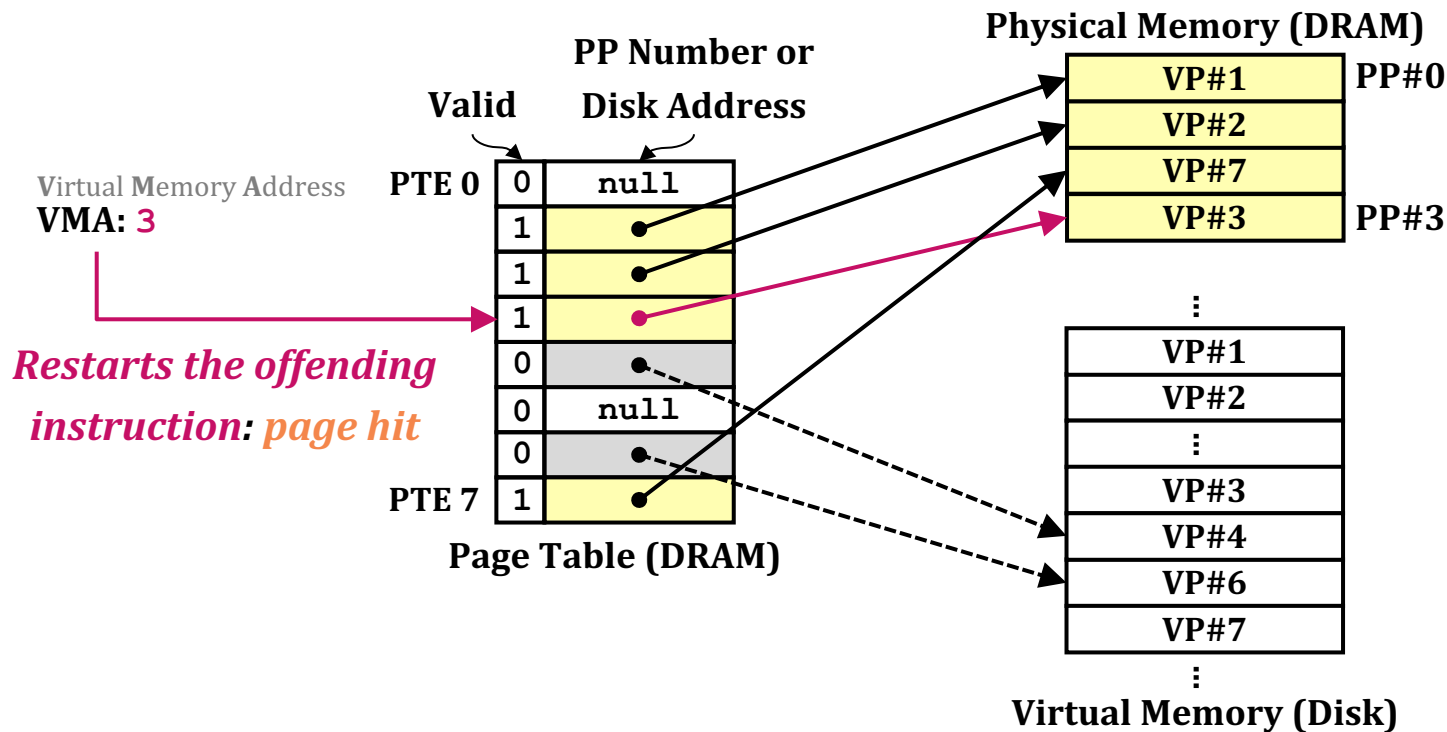 Physical Memory (DRAM)
PP Number or
Disk Address
Valid
VP#1 PP#0
VP#2
VP#7
VP#3 PP#3
Virtual Memory Address
VMA: 3
PTE 0 0 null
1
1
1
0
0 null
0
PTE 7 1
Restarts the offending
instruction: page hit
Page Table (DRAM)
⋮
VP#1
VP#2
⋮
VP#3
VP#4
VP#6
VP#7
⋮
Virtual Memory (Disk)